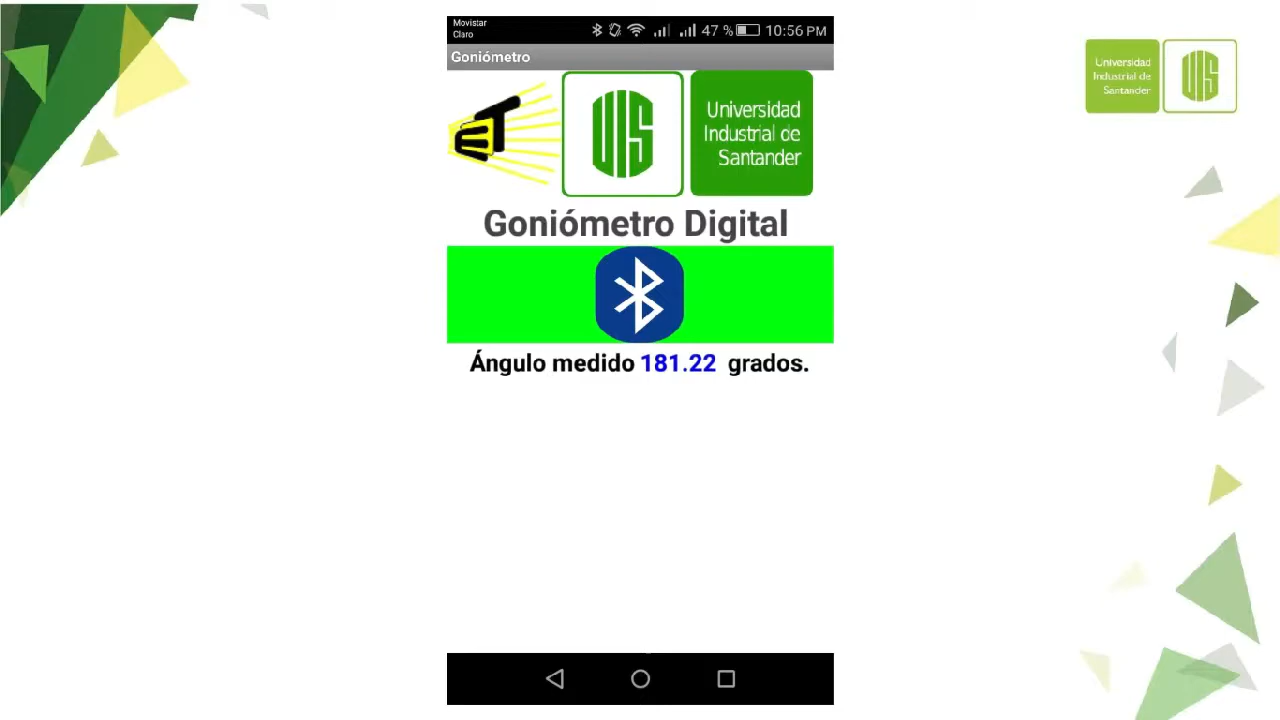 Movistar
Claro
47 % 10:56 PM
Goniómetro
ET
UIS
Universidad
Industrial de
Santander
Goniómetro Digital
Ángulo medido 181.22 grados.
Universidad
Industrial de
Santander
UIS